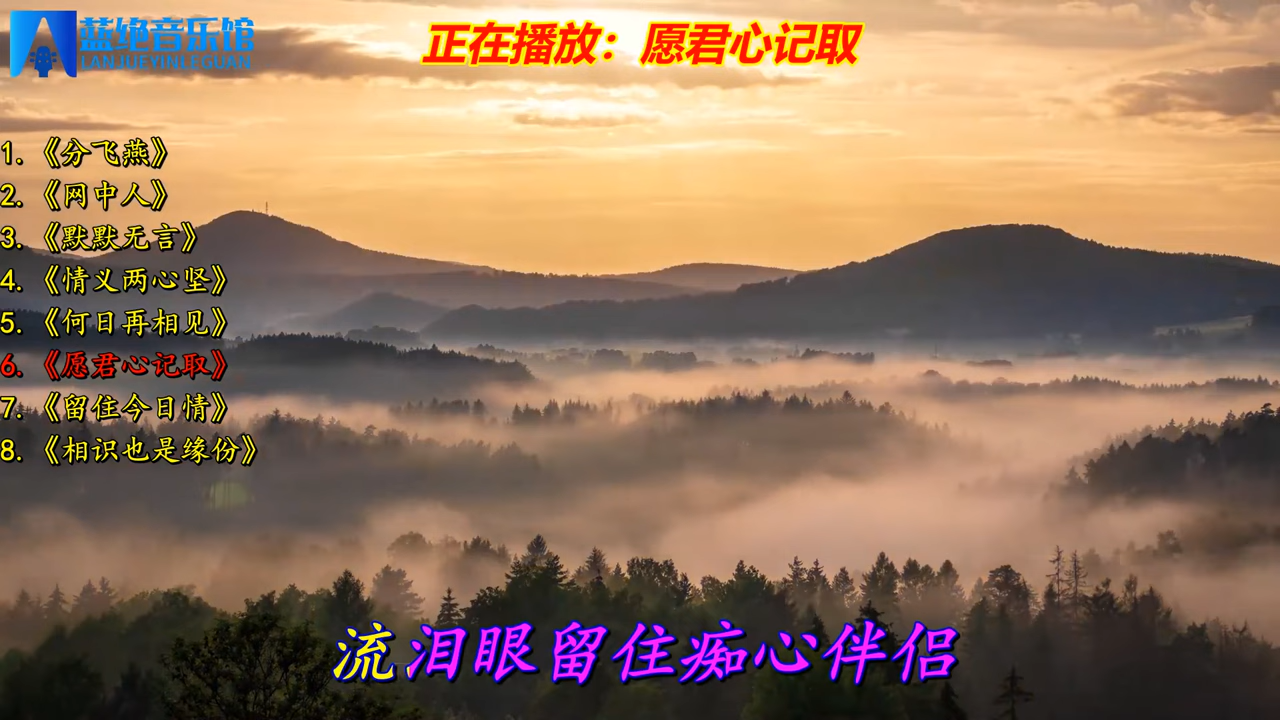 蓝绝音乐馆
LANJUEYINLEGUAN
正在播放：愿君心记取
1.《分飞燕》
2.《网中人》
3.《默默无言》
4.《情义两心坚》
5.《何日再相见》
6.《愿君心记取》
7.《留住今日情》
8.《相识也是缘份》
流泪眼留住痴心伴侣